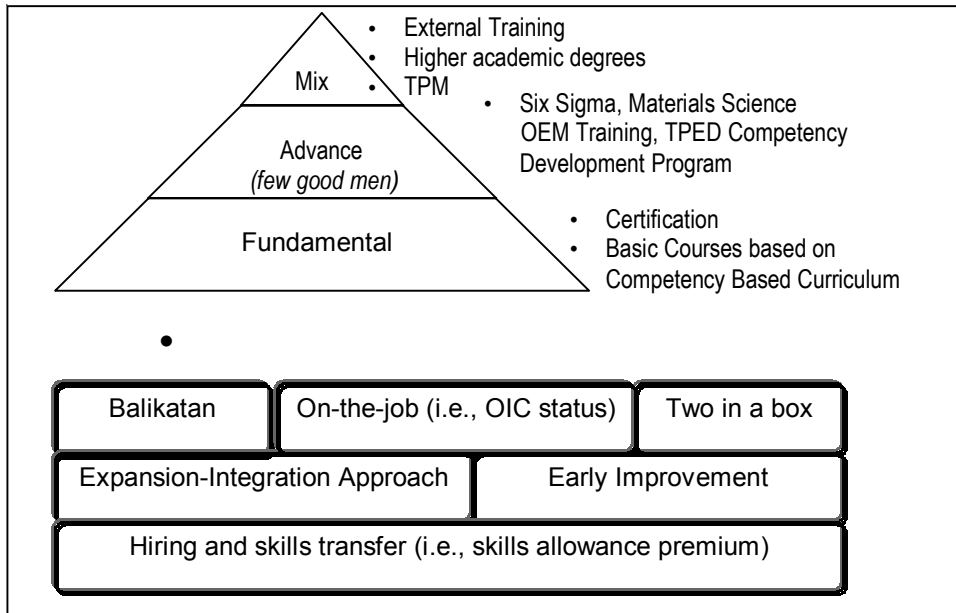 • External Training
• Higher academic degrees
• TPM
Mix
• Six Sigma, Materials Science
OEM Training, TPED Competency
Development Program
Advance
(few good men)
• Certification
• Basic Courses based on
Competency Based Curriculum
Fundamental
•
Balikatan
On-the-job (i.e., OIC status)
Two in a box
Expansion-Integration Approach
Early Improvement
Hiring and skills transfer (i.e., skills allowance premium)